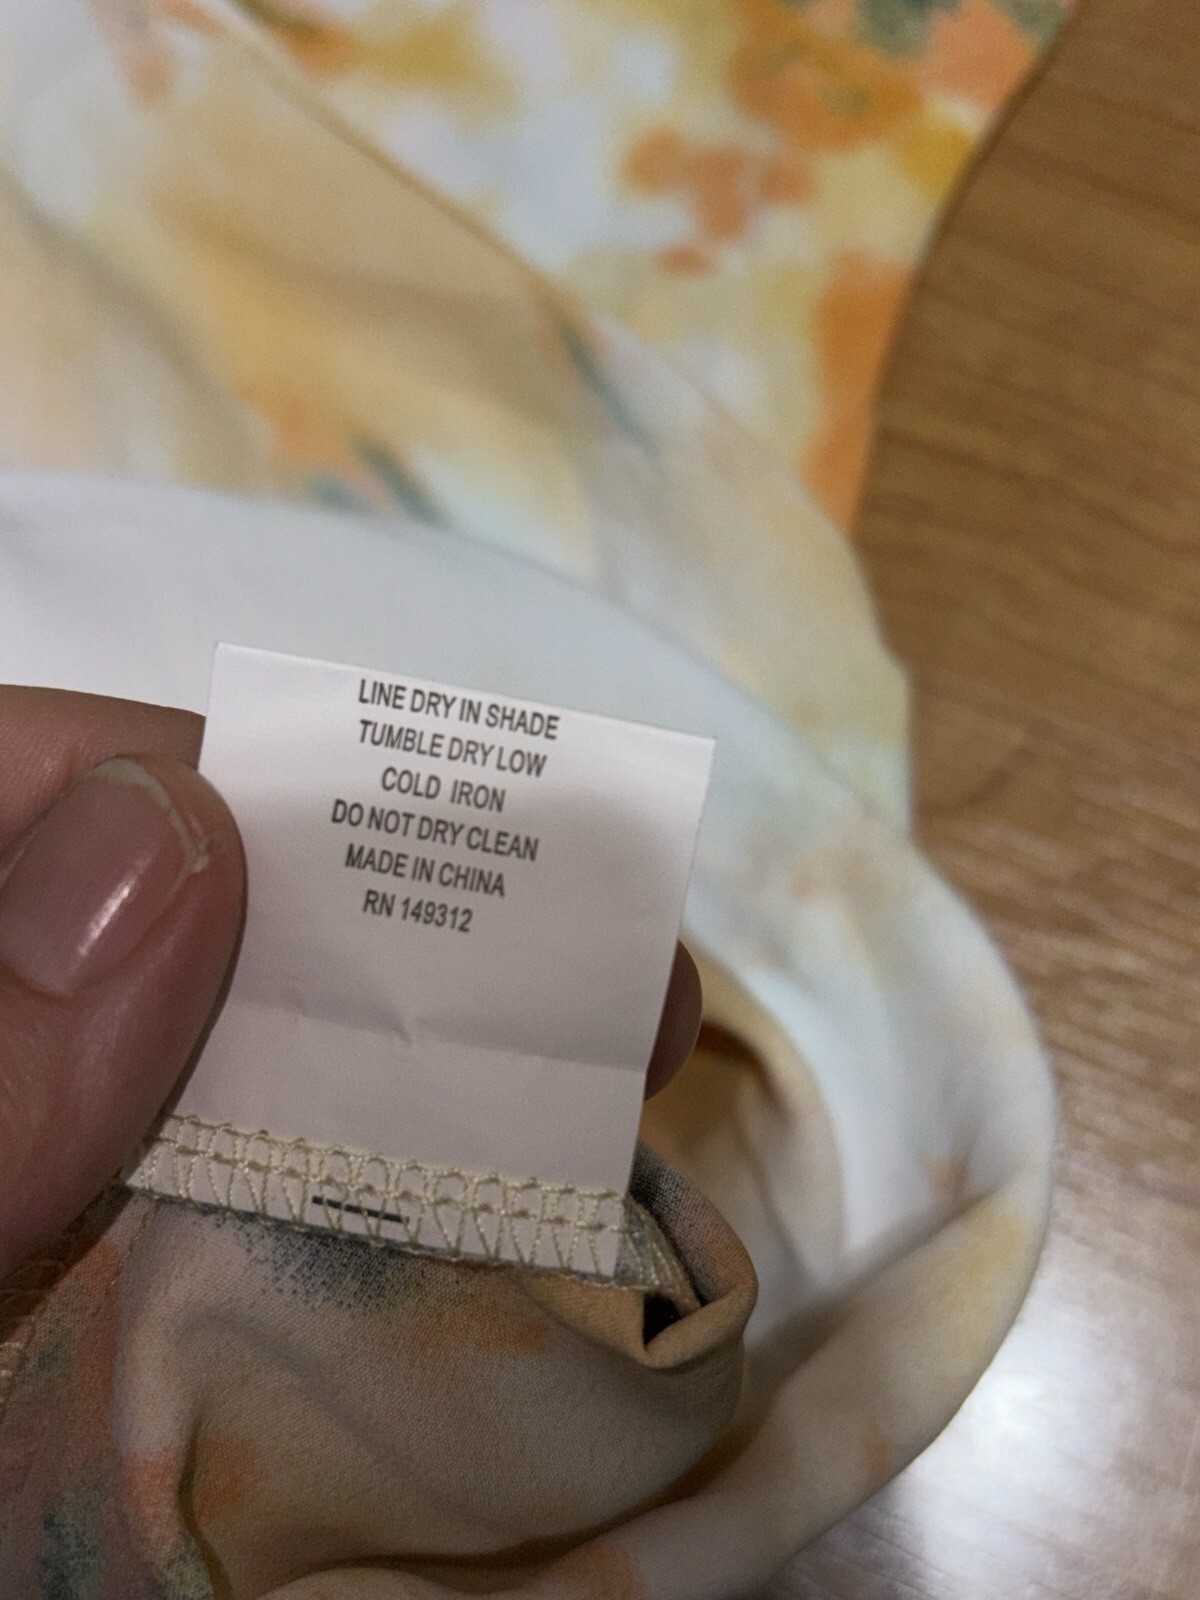 LINE DRY IN SHADE
TUMBLE DRY LOW
COLD IRON
DO NOT DRY CLEAN
MADE IN CHINA
RN 149312